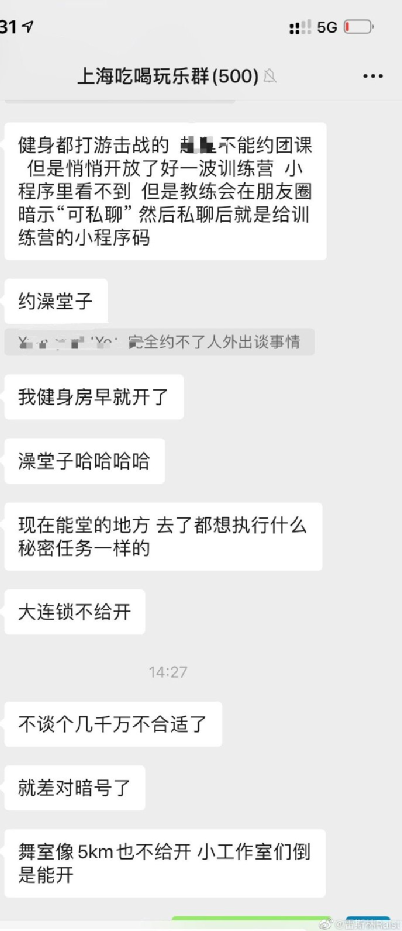 31
5G
上海吃喝玩乐群(500)
健身都打游击战的 不能约团课
但是悄悄开放了好一波训练营 小
程序里看不到 但是教练会在朋友圈
暗示“可私聊” 然后私聊后就是给训
练营的小程序码
约澡堂子
完全约不了人外出谈事情
我健身房早就开了
澡堂子哈哈哈哈
现在能堂的地方 去了都想执行什么
秘密任务一样的
大连锁不给开
14:27
不谈个几千万不合适了
就差对暗号了
舞室像5km也不给开 小工作室们倒
是能开